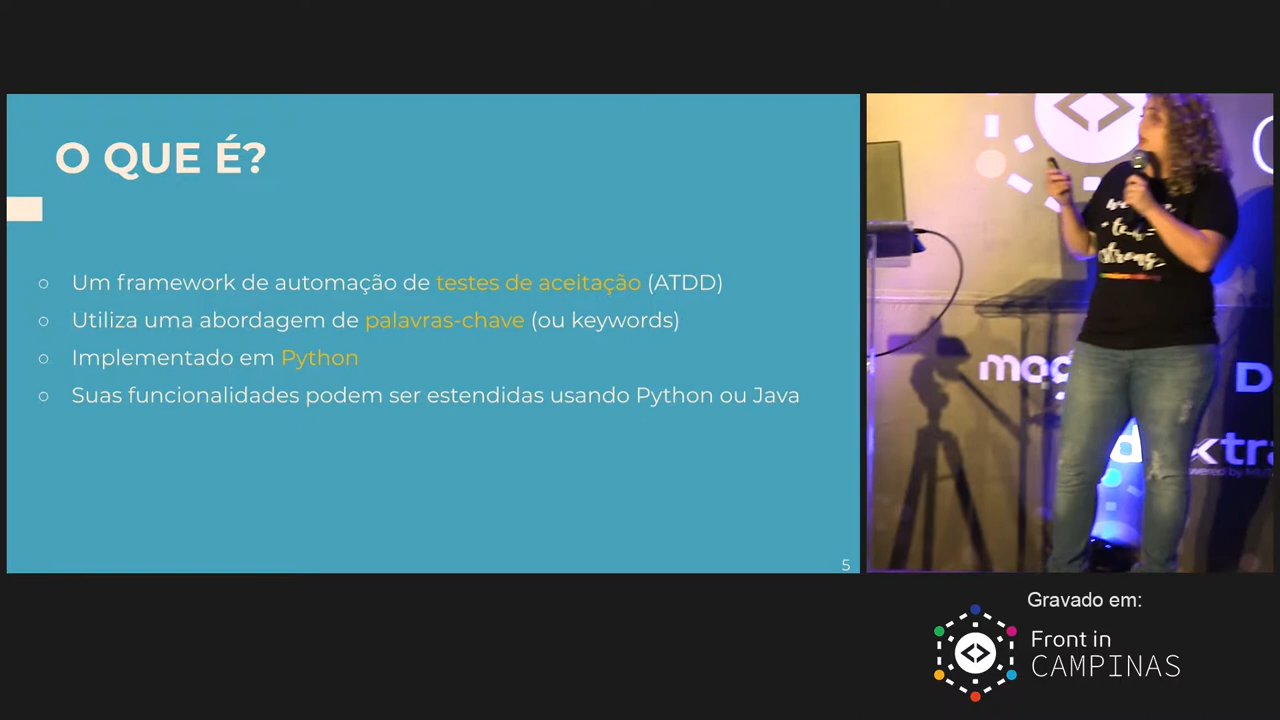 O QUE É?
Um framework de automação de testes de aceitação (ATDD)
Utiliza uma abordagem de palavras-chave (ou keywords)
Implementado em Python
Suas funcionalidades podem ser estendidas usando Python ou Java
5
strong
Gravado em:
Front in
CAMPINAS